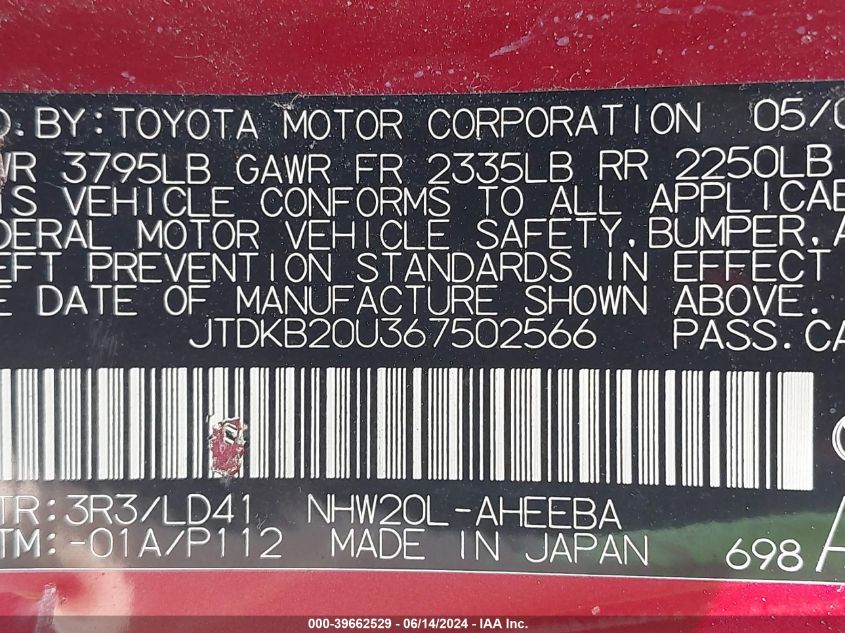 D.BY:TOYOTA MOTOR CORPORATION 05/0
WR 3795LB GAWR FR 2335LB RR 2250LB
IS VEHICLE CONFORMS TO ALL APPLICAB
DERAL MOTOR VEHICLE SAFETY,BUMPER,A
EFT PREVENTION STANDARDS IN EFFECT
E DATE OF MANUFACTURE SHOWN ABOVE.
JTDKB20U367502566 PASS.CA
TR:3R3/LD41 NHW20L-AHEEBA
TM:-01A/P112 MADE IN JAPAN 698 A
000-39662529 - 06/14/2024 - IAA Inc.